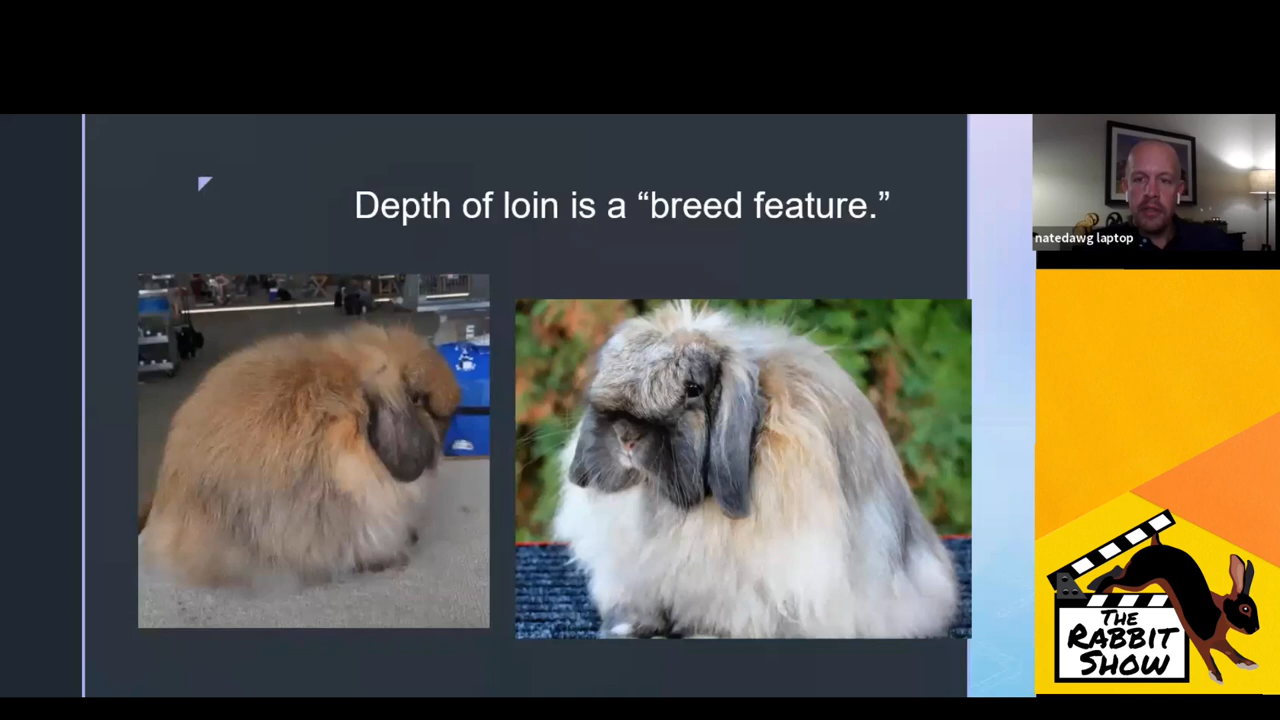 Depth of loin is a “breed feature.”
natedawg laptop
THE
RABBIT
SHOW